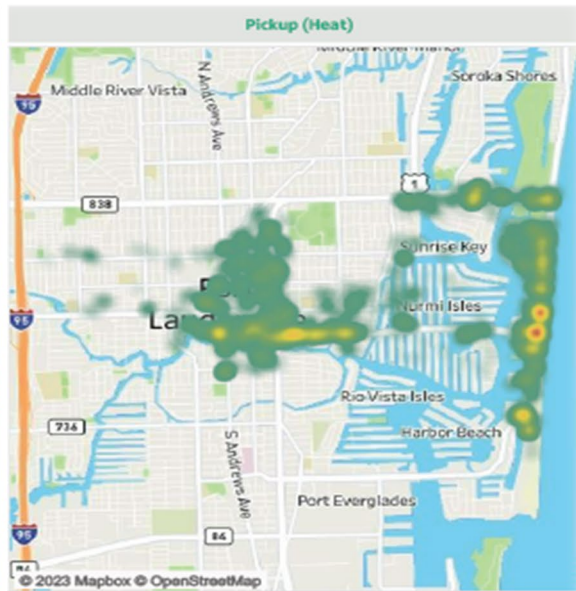 Pickup (Heat)
Soroka Shores
Middle River Vista
N Andrews Ave
95
1
838
Sunrise Key
Nurmi Isles
95
Rio Vista Isles
736
Harbor Beach
S Andrews Ave
Port Everglades
95
84
© 2023 Mapbox © OpenStreetMap